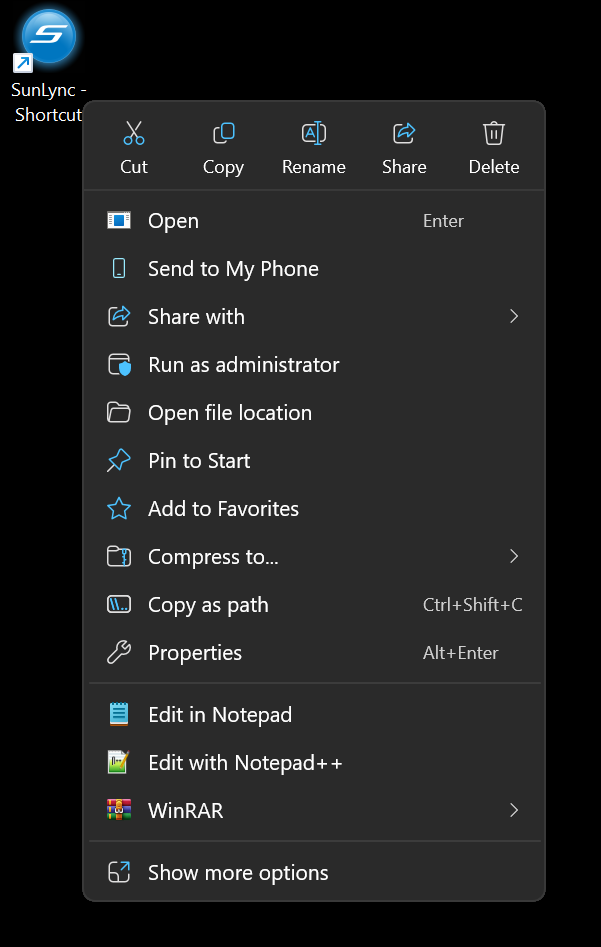 SunLync -
Shortcut
Cut Copy Rename Share Delete
Open Enter
Send to My Phone
Share with
Run as administrator
Open file location
Pin to Start
Add to Favorites
Compress to...
Copy as path Ctrl+Shift+C
Properties Alt+Enter
Edit in Notepad
Edit with Notepad++
WinRAR
Show more options